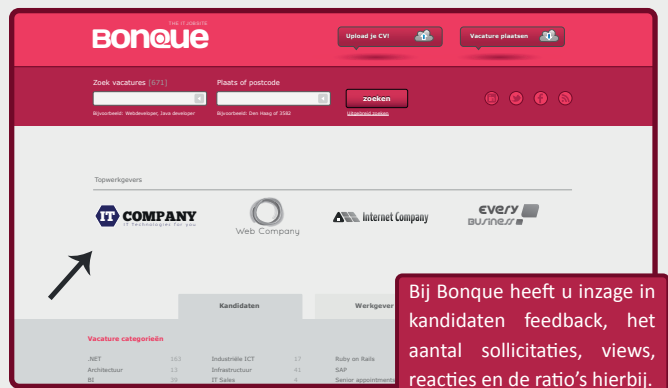 THE IT JOBSITE
BONQUE
Upload je CV!
Vacature plaatsen
Zoek vacatures [671]
Plaats of postcode
zoeken
Bijvoorbeeld: Webdeveloper, Java developer
Bijvoorbeeld: Den Haag of 3582
Uitgebreid zoeken
Topwerkgevers
IT COMPANY
IT Technologies for you
Web Company
Internet Company
every
BUSINESS
Kandidaten
Werkgever
Vacature categorieën
.NET 163
Industriële ICT 17
Ruby on Rails
Architectuur 13
Infrastructuur 41
SAP
BI 39
IT Sales 4
Senior appointments
Bij Bonque heeft u inzage in
kandidaten feedback, het
aantal sollicitaties, views,
reacties en de ratio's hierbij.